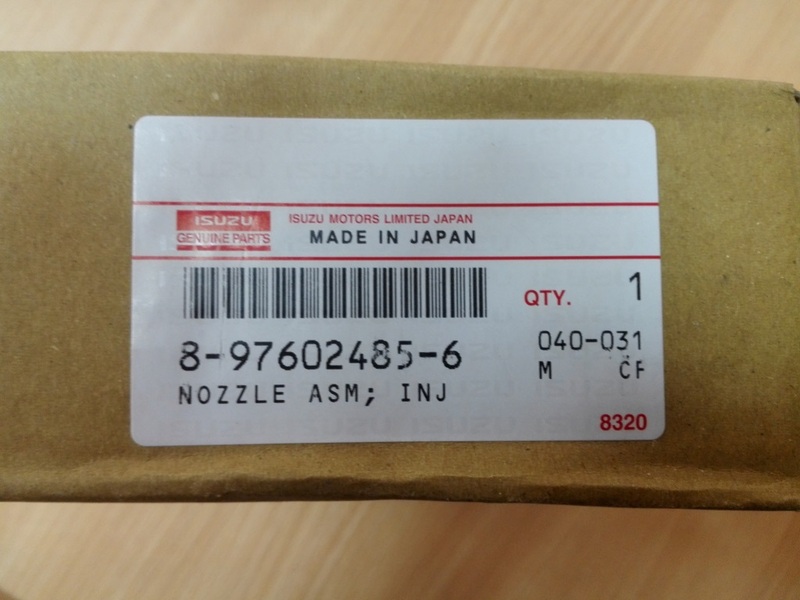 ISUZU
GENUINE PARTS
ISUZU MOTORS LIMITED JAPAN
MADE IN JAPAN
QTY. 1
8-97602485-6
NOZZLE ASM; INJ
040-031
M CF
8320